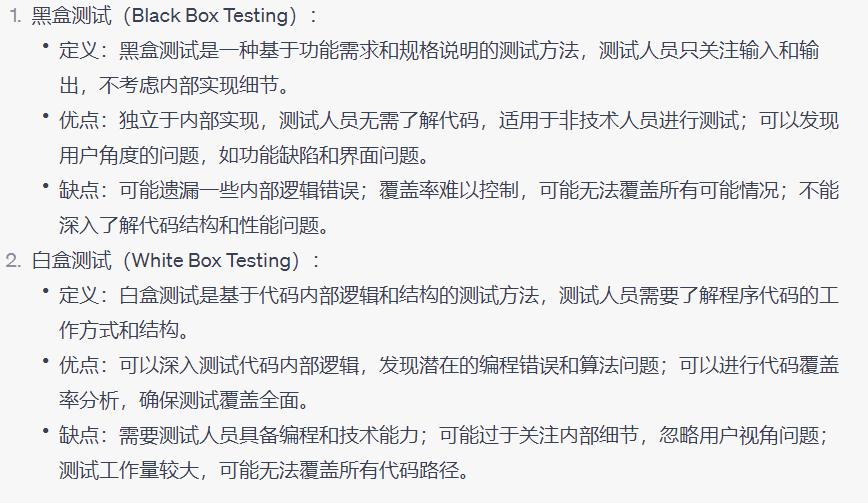 1. 黑盒测试（Black Box Testing）：
• 定义：黑盒测试是一种基于功能需求和规格说明的测试方法，测试人员只关注输入和输
出，不考虑内部实现细节。
• 优点：独立于内部实现，测试人员无需了解代码，适用于非技术人员进行测试；可以发现
用户角度的问题，如功能缺陷和界面问题。
• 缺点：可能遗漏一些内部逻辑错误；覆盖率难以控制，可能无法覆盖所有可能情况；不能
深入了解代码结构和性能问题。
2. 白盒测试（White Box Testing）：
• 定义：白盒测试是基于代码内部逻辑和结构的测试方法，测试人员需要了解程序代码的工
作方式和结构。
• 优点：可以深入测试代码内部逻辑，发现潜在的编程错误和算法问题；可以进行代码覆盖
率分析，确保测试覆盖全面。
• 缺点：需要测试人员具备编程和技术能力；可能过于关注内部细节，忽略用户视角问题；
测试工作量较大，可能无法覆盖所有代码路径。